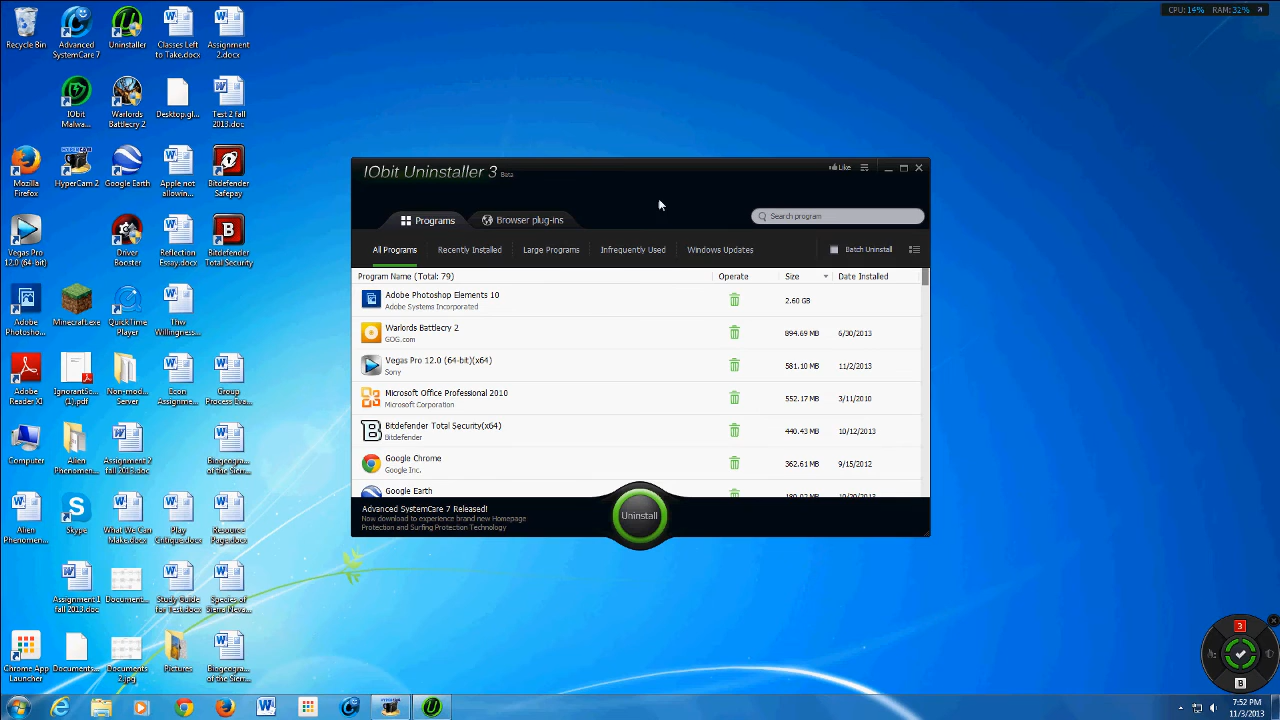 CPU: 14% RAM: 32%
Recycle Bin
Advanced SystemCare 7
Uninstaller
Classes Left to Take.docx
Assignment 2.docx
IObit Malwa...
Warlords Battlecry 2
Desktop.gl...
Test 2 fall 2013.doc
Mozilla Firefox
HyperCam 2
Google Earth
Apple not allowin...
Bitdefender Safepay
Vegas Pro 12.0 (64-bit)
Driver Booster
Reflection Essay.docx
Bitdefender Total Security
Adobe Photosho...
Minecraft.exe
QuickTime Player
Thw Willingness...
Adobe Reader XI
IgnorantSc... (1).pdf
Non-mod... Server
Econ Assignme...
Group Process Eva...
Computer
Alien Phenomen...
Assignment 2 fall 2013.doc
Biogeograp... of the Sierr...
Alien Phenomen...
Skype
What We Can Make.docx
Play Critique.docx
Resource Page.docx
Assignment 1 fall 2013.doc
Document...
Study Guide for Test.docx
Species of Sierra Neva...
Chrome App Launcher
Documents...
Documents 2.jpg
Pictures
Biogeograp... of the Sierr...
IObit Uninstaller 3 Beta
Like
Programs
Browser plug-ins
Search program
All Programs Recently Installed Large Programs Infrequently Used Windows Updates Batch Uninstall
Program Name (Total: 79) Operate Size Date Installed
Adobe Photoshop Elements 10
Adobe Systems Incorporated
2.60 GB
Warlords Battlecry 2
GOG.com
894.69 MB 6/30/2013
Vegas Pro 12.0 (64-bit)(x64)
Sony
581.10 MB 11/2/2013
Microsoft Office Professional 2010
Microsoft Corporation
552.17 MB 3/11/2010
Bitdefender Total Security(x64)
Bitdefender
440.43 MB 10/12/2013
Google Chrome
Google Inc.
362.61 MB 9/15/2012
Google Earth
Advanced SystemCare 7 Released!
Now download to experience brand new Homepage
Protection and Surfing Protection Technology
Uninstall
3
B
7:52 PM
11/3/2013